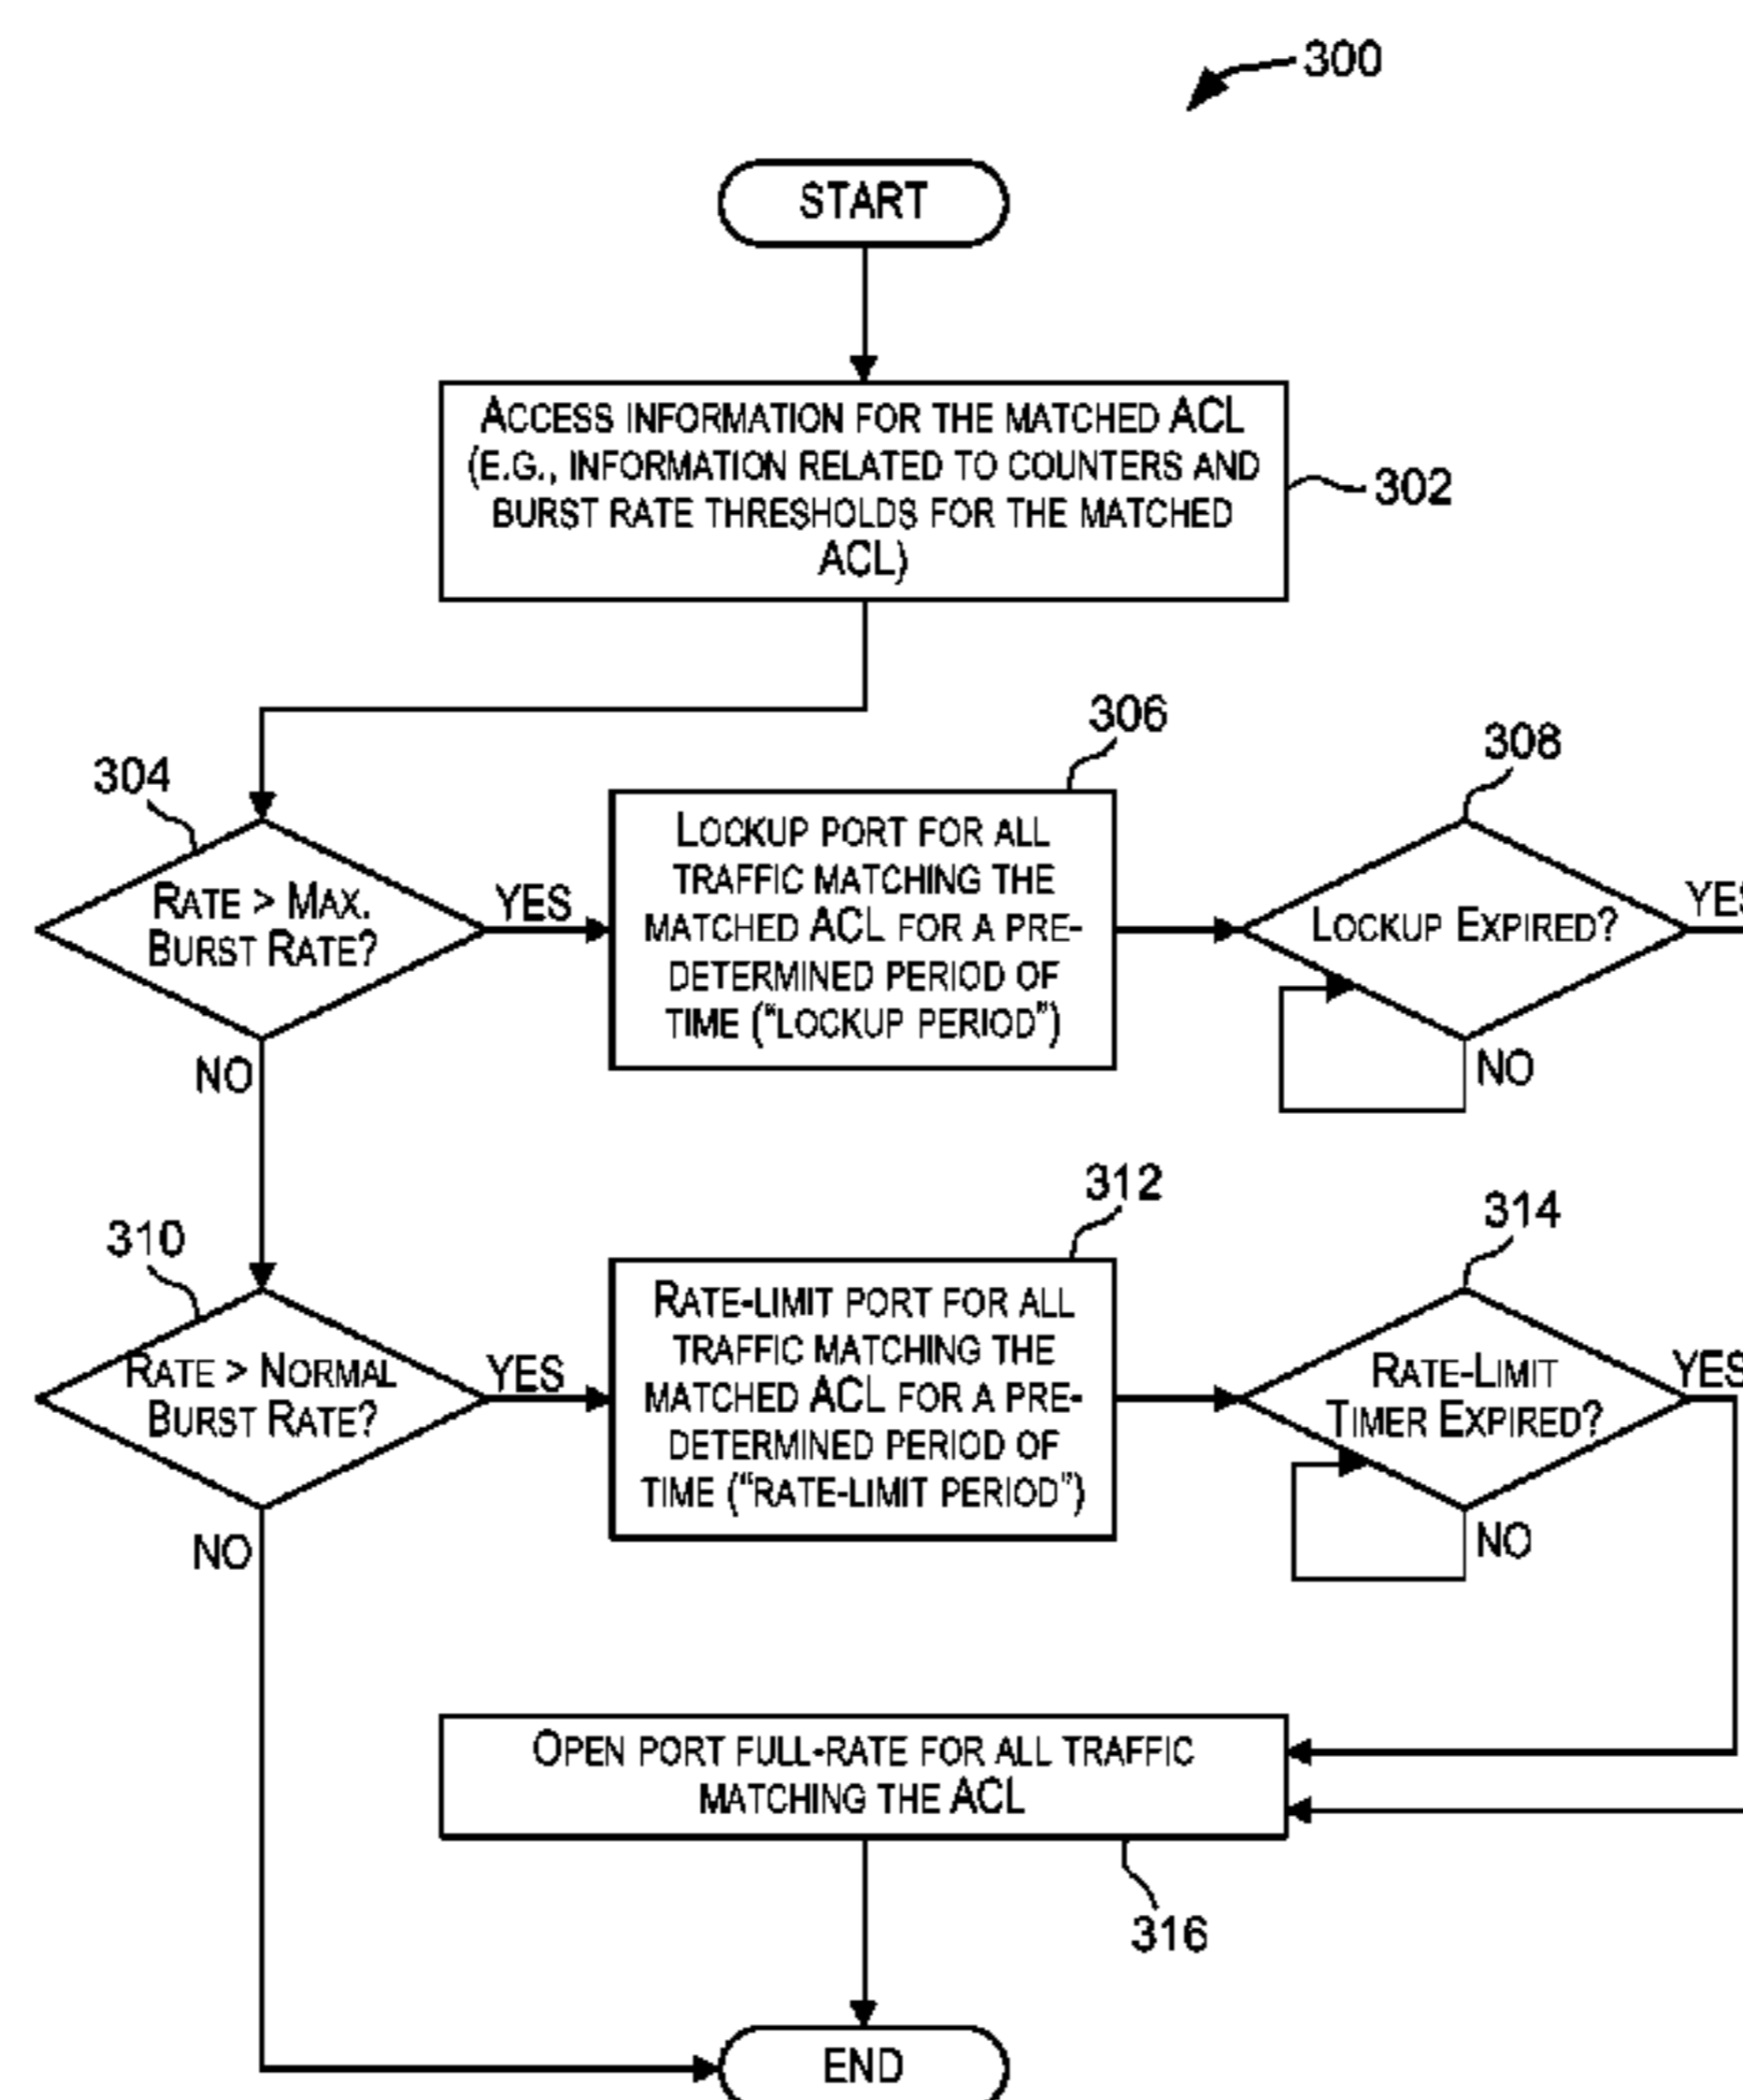 300
START
ACCESS INFORMATION FOR THE MATCHED ACL
(E.G., INFORMATION RELATED TO COUNTERS AND
BURST RATE THRESHOLDS FOR THE MATCHED
ACL)
302
304
RATE > MAX.
BURST RATE?
YES
NO
306
LOCKUP PORT FOR ALL
TRAFFIC MATCHING THE
MATCHED ACL FOR A PRE-
DETERMINED PERIOD OF
TIME ("LOCKUP PERIOD")
308
LOCKUP EXPIRED?
YES
NO
310
RATE > NORMAL
BURST RATE?
YES
NO
312
RATE-LIMIT PORT FOR ALL
TRAFFIC MATCHING THE
MATCHED ACL FOR A PRE-
DETERMINED PERIOD OF
TIME ("RATE-LIMIT PERIOD")
314
RATE-LIMIT
TIMER EXPIRED?
YES
NO
OPEN PORT FULL-RATE FOR ALL TRAFFIC
MATCHING THE ACL
316
END